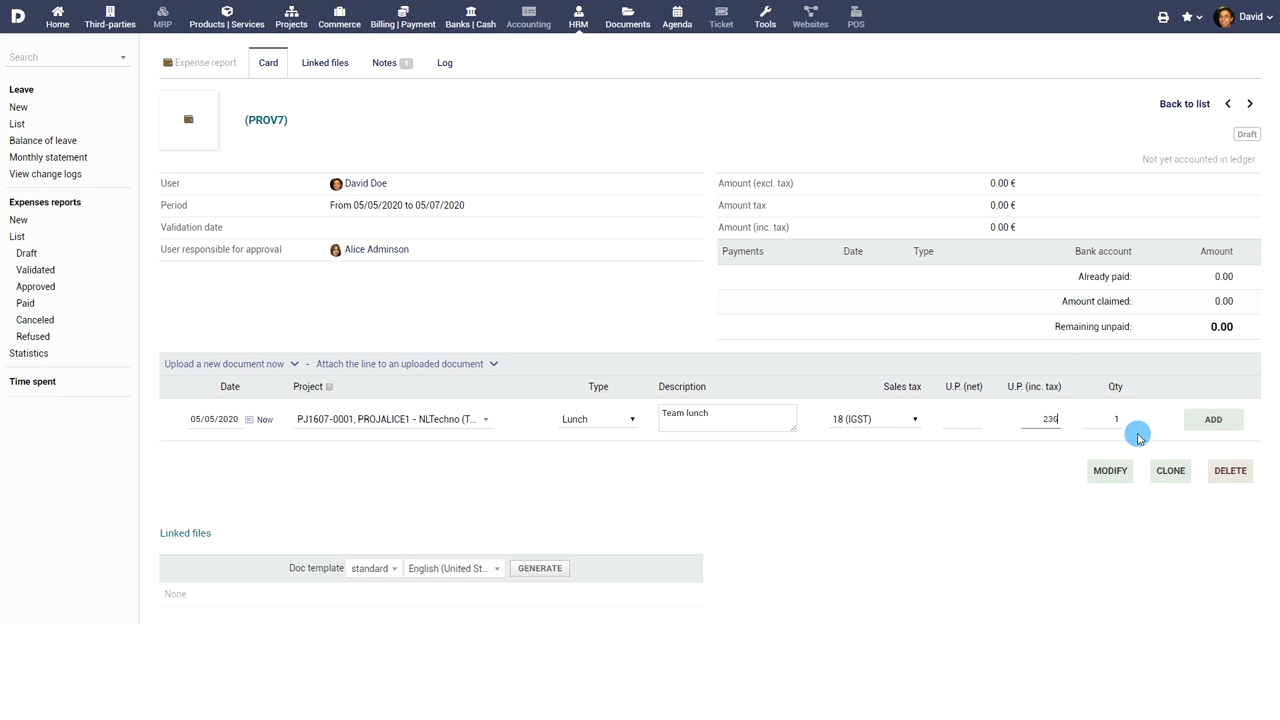 D Home Third-parties MRP Products | Services Projects Commerce Billing | Payment Banks | Cash Accounting HRM Documents Agenda Ticket Tools Websites POS David
Search
Expense report Card Linked files Notes 1 Log
Leave
New
List
Balance of leave
Monthly statement
View change logs
Expenses reports
New
List
Draft
Validated
Approved
Paid
Canceled
Refused
Statistics
Time spent
(PROV7)
Back to list
Draft
Not yet accounted in ledger
User David Doe
Period From 05/05/2020 to 05/07/2020
Validation date
User responsible for approval Alice Adminson
Amount (excl. tax) 0.00 €
Amount tax 0.00 €
Amount (inc. tax) 0.00 €
Payments Date Type Bank account Amount
Already paid: 0.00
Amount claimed: 0.00
Remaining unpaid: 0.00
Upload a new document now - Attach the line to an uploaded document
Date Project Type Description Sales tax U.P. (net) U.P. (inc. tax) Qty
05/05/2020 Now PJ1607-0001, PROJALICE1 - NLTechno (T... Lunch Team lunch 18 (IGST) 236 1 ADD
MODIFY CLONE DELETE
Linked files
Doc template standard English (United St... GENERATE
None